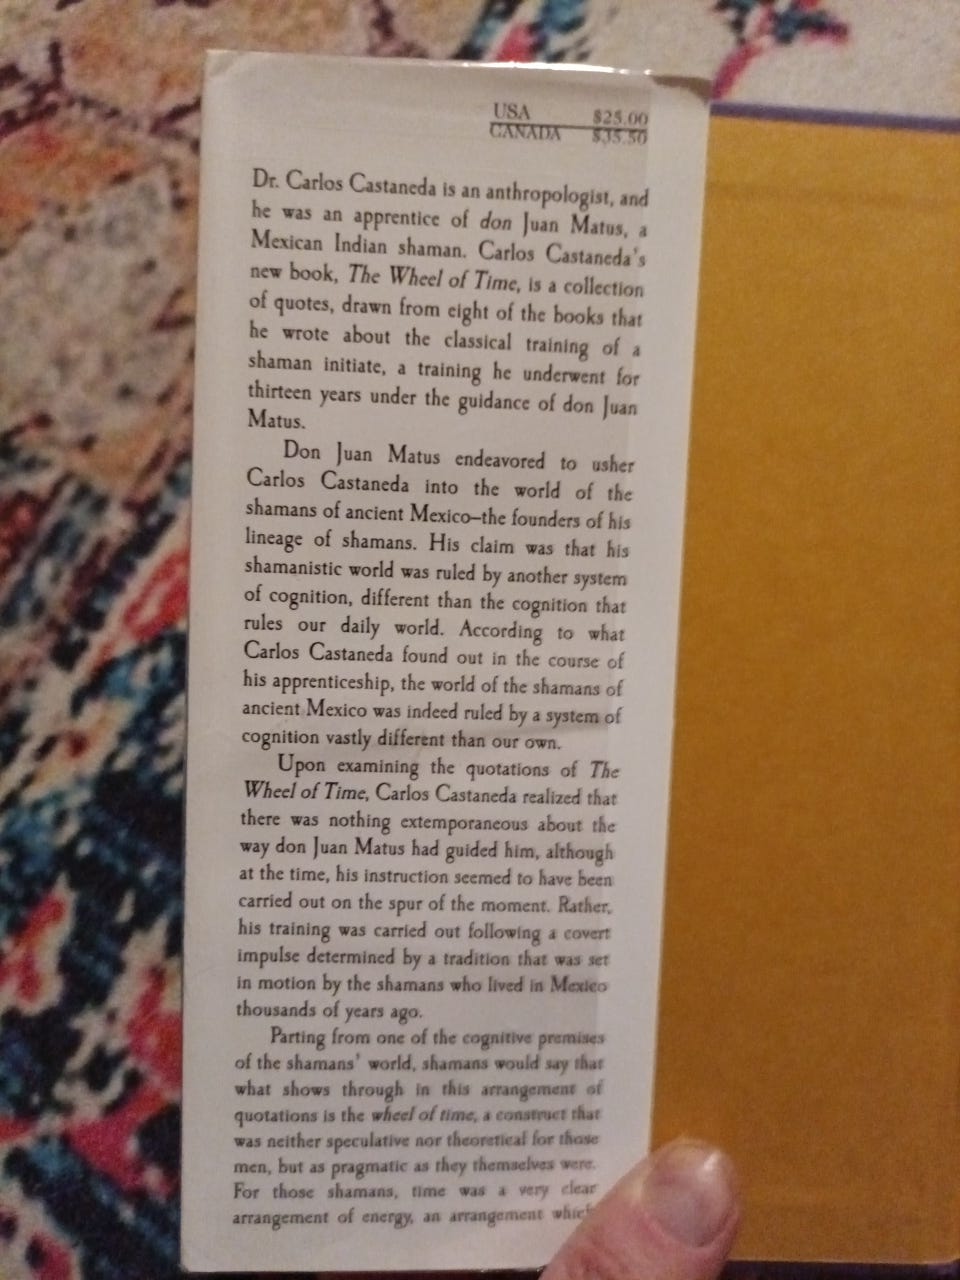 USA $25.00
CANADA $35.50
Dr. Carlos Castaneda is an anthropologist, and
he was an apprentice of don Juan Matus, a
Mexican Indian shaman. Carlos Castaneda's
new book, The Wheel of Time, is a collection
of quotes, drawn from eight of the books that
he wrote about the classical training of a
shaman initiate, a training he underwent for
thirteen years under the guidance of don Juan
Matus.
Don Juan Matus endeavored to usher
Carlos Castaneda into the world of the
shamans of ancient Mexico–the founders of his
lineage of shamans. His claim was that his
shamanistic world was ruled by another system
of cognition, different than the cognition that
rules our daily world. According to what
Carlos Castaneda found out in the course of
his apprenticeship, the world of the shamans of
ancient Mexico was indeed ruled by a system of
cognition vastly different than our own.
Upon examining the quotations of The
Wheel of Time, Carlos Castaneda realized that
there was nothing extemporaneous about the
way don Juan Matus had guided him, although
at the time, his instruction seemed to have been
carried out on the spur of the moment. Rather,
his training was carried out following a covert
impulse determined by a tradition that was set
in motion by the shamans who lived in Mexico
thousands of years ago.
Parting from one of the cognitive premises
of the shamans' world, shamans would say that
what shows through in this arrangement of
quotations is the wheel of time, a construct that
was neither speculative nor theoretical for those
men, but as pragmatic as they themselves were.
For those shamans, time was a very clear
arrangement of energy, an arrangement which